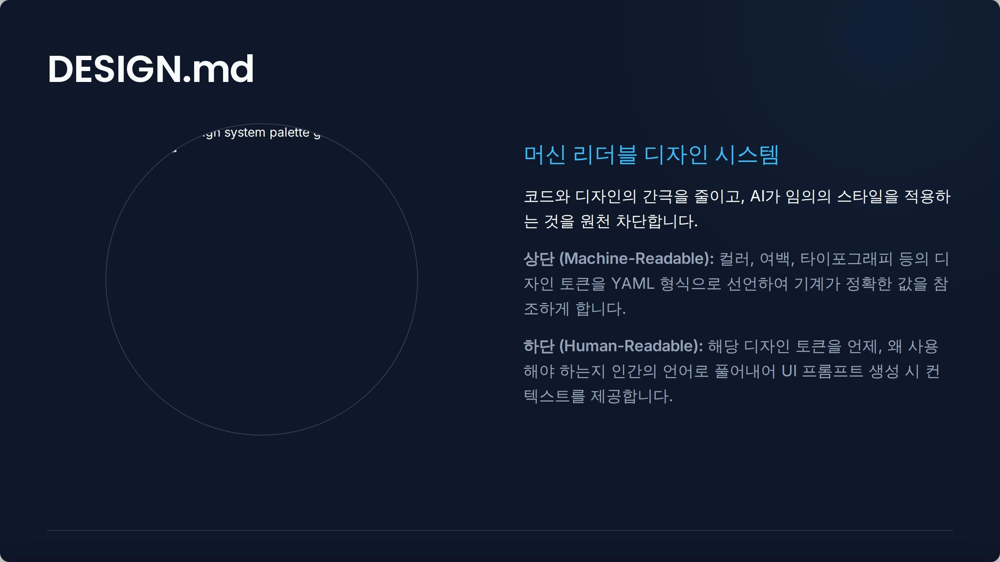 DESIGN.md
system palette
머신 리더블 디자인 시스템
코드와 디자인의 간극을 줄이고, AI가 임의의 스타일을 적용하
는 것을 원천 차단합니다.
상단 (Machine-Readable): 컬러, 여백, 타이포그래피 등의 디
자인 토큰을 YAML 형식으로 선언하여 기계가 정확한 값을 참
조하게 합니다.
하단 (Human-Readable): 해당 디자인 토큰을 언제, 왜 사용
해야 하는지 인간의 언어로 풀어내어 UI 프롬프트 생성 시 컨
텍스트를 제공합니다.